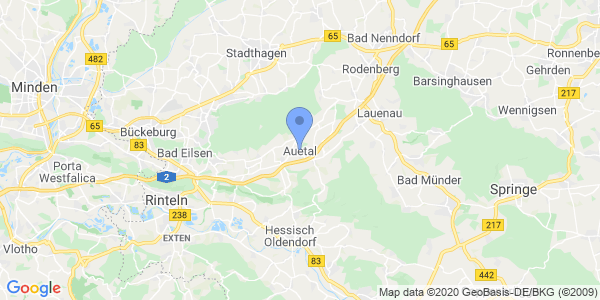 65
Bad Nenndorf
65
Stadthagen
Ronnenberg
482
Rodenberg
Gehrden
Minden
Barsinghausen
217
Lauenau
Wennigsen
65
Bückeburg
83
Bad Eilsen
Auetal
Porta
Westfalica
2
Bad Münder
Springe
Rinteln
238
217
Hessisch
Oldendorf
EXTEN
Vlotho
83
442
Google
Map data ©2020 GeoBasis-DE/BKG (©2009)